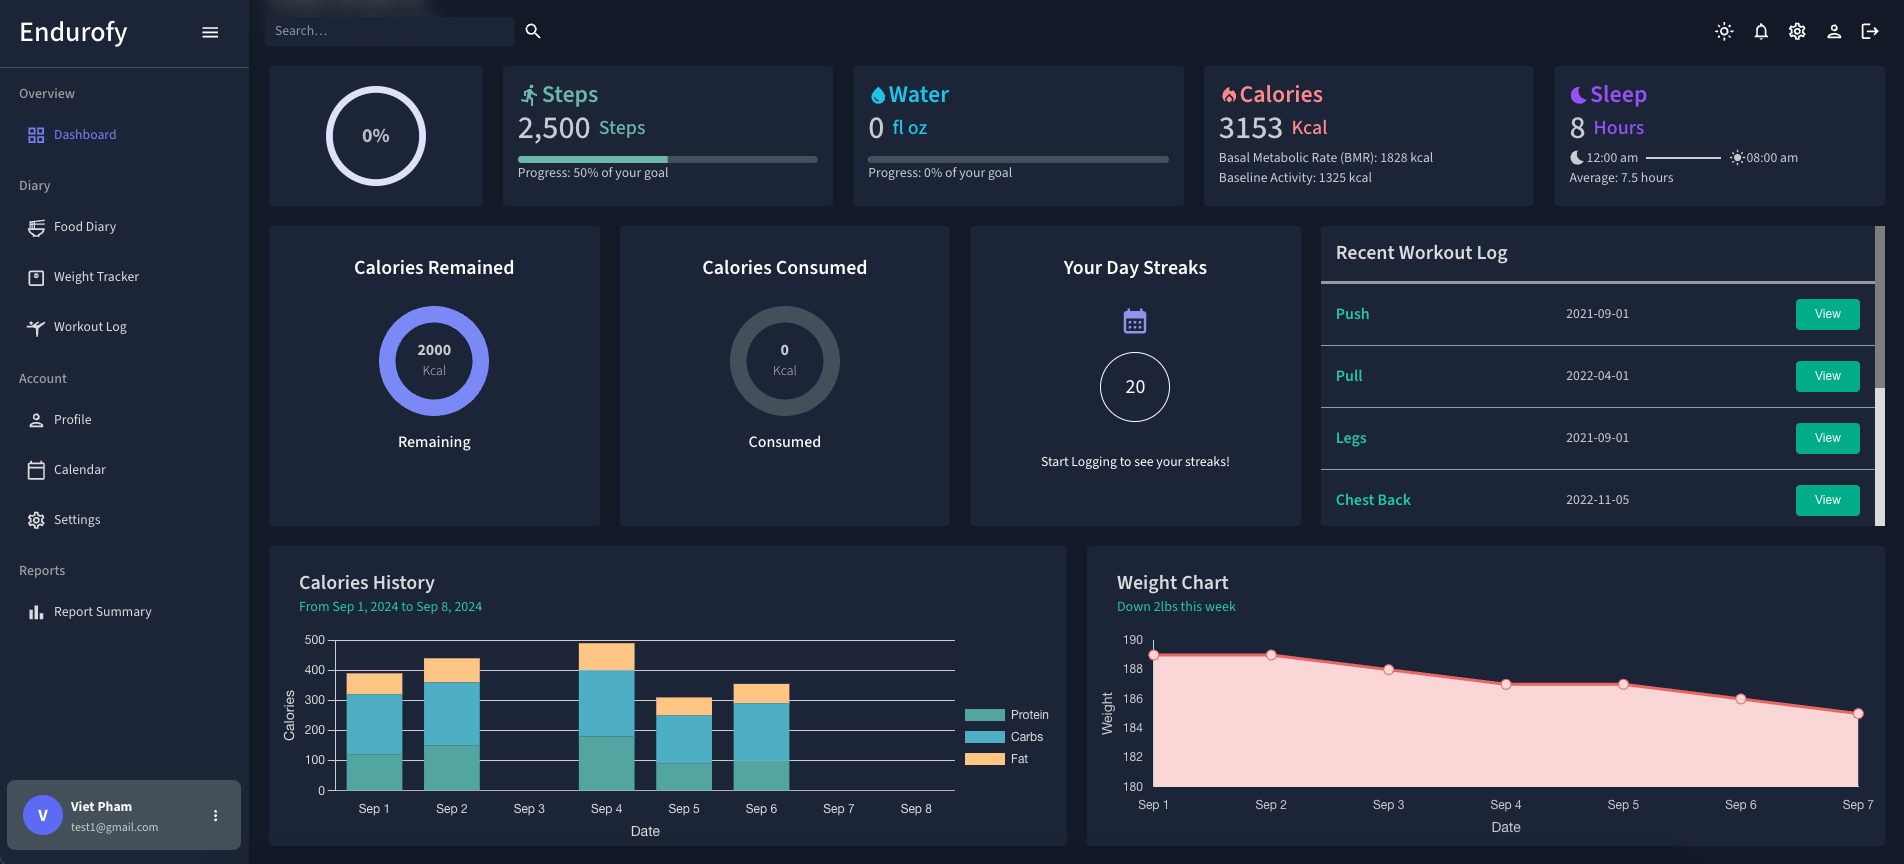 Endurofy
Search…
Overview
Dashboard
Diary
Food Diary
Weight Tracker
Workout Log
Account
Profile
Calendar
Settings
Reports
Report Summary
V
Viet Pham
test1@gmail.com
0%
Steps
2,500 Steps
Progress: 50% of your goal
Water
0 fl oz
Progress: 0% of your goal
Calories
3153 Kcal
Basal Metabolic Rate (BMR): 1828 kcal
Baseline Activity: 1325 kcal
Sleep
8 Hours
12:00 am 08:00 am
Average: 7.5 hours
Calories Remained
2000
Kcal
Remaining
Calories Consumed
0
Kcal
Consumed
Your Day Streaks
20
Start Logging to see your streaks!
Recent Workout Log
Push 2021-09-01 View
Pull 2022-04-01 View
Legs 2021-09-01 View
Chest Back 2022-11-05 View
Calories History
From Sep 1, 2024 to Sep 8, 2024
500
400
300
200
100
0
Calories
Sep 1 Sep 2 Sep 3 Sep 4 Sep 5 Sep 6 Sep 7 Sep 8
Date
Protein
Carbs
Fat
Weight Chart
Down 2lbs this week
190
188
186
184
182
180
Weight
Sep 1 Sep 2 Sep 3 Sep 4 Sep 5 Sep 6 Sep 7
Date